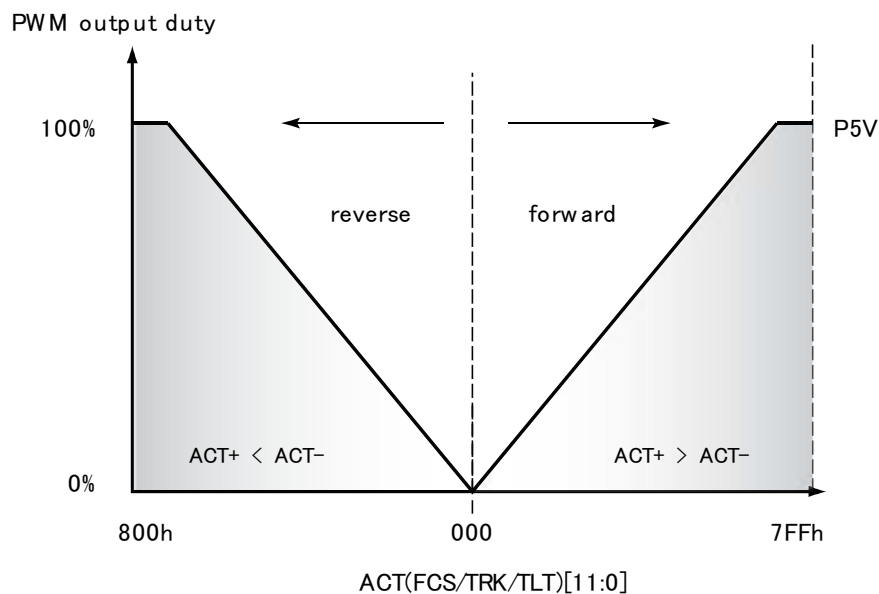 PWM output duty
100%
P5V
reverse
forward
ACT+ < ACT-
ACT+ > ACT-
0%
800h
000
7FFh
ACT(FCS/TRK/TLT)[11:0]